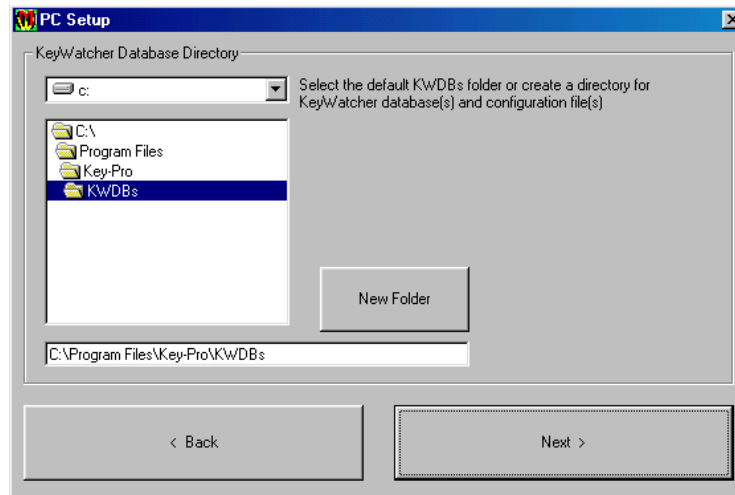 PC Setup
KeyWatcher Database Directory
c:
Select the default KWDBs folder or create a directory for
KeyWatcher database(s) and configuration file(s)
C:\
Program Files
Key-Pro
KWDBs
New Folder
C:\Program Files\Key-Pro\KWDBs
< Back
Next >